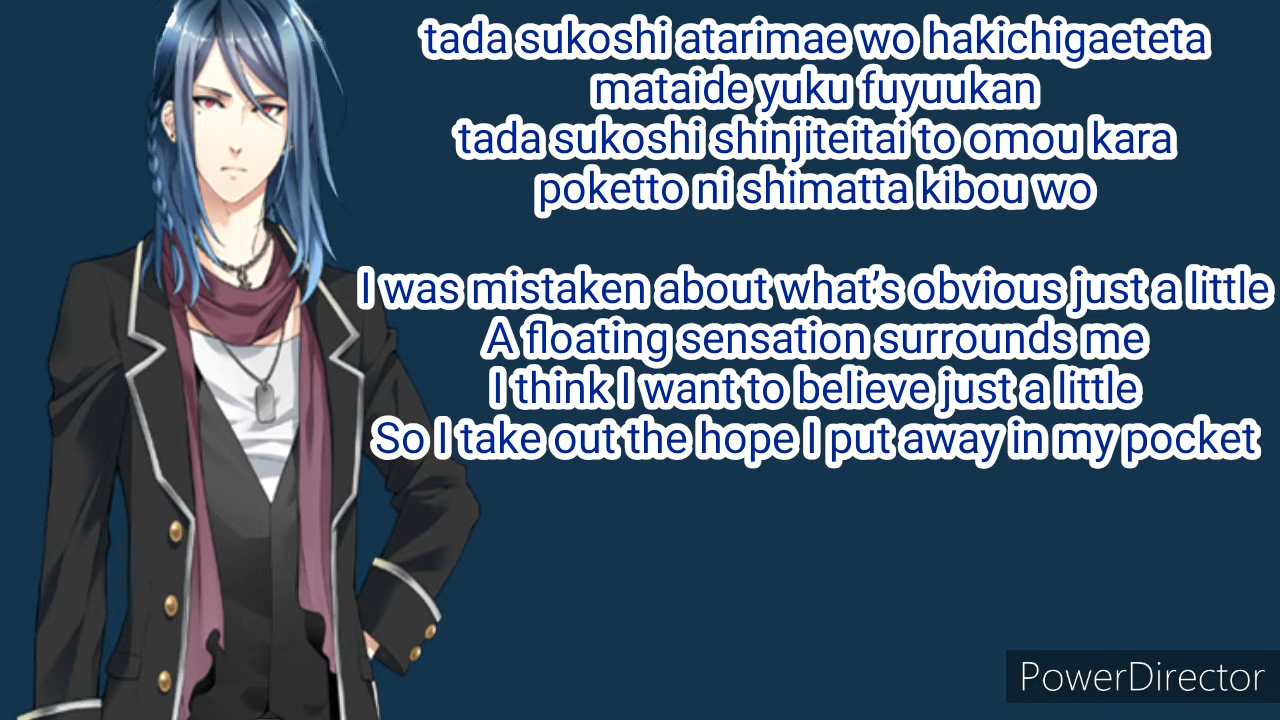 tada sukoshi atarimae wo hakichigaeteta
mataide yuku fuyuukan
tada sukoshi shinjiteitai to omou kara
poketto ni shimatta kibou wo
I was mistaken about what’s obvious just a little
A floating sensation surrounds me
I think I want to believe just a little
So I take out the hope I put away in my pocket
PowerDirector